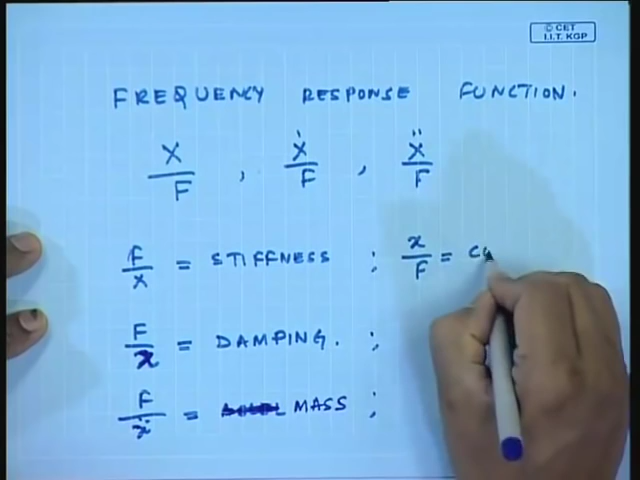 © CET
I.I.T. KGP
FREQUENCY RESPONSE FUNCTION.
X/F , Ẋ/F , Ẍ/F
F/X = STIFFNESS ; x/F = 
F/ẋ = DAMPING. ;
F/ẍ = MASS ;